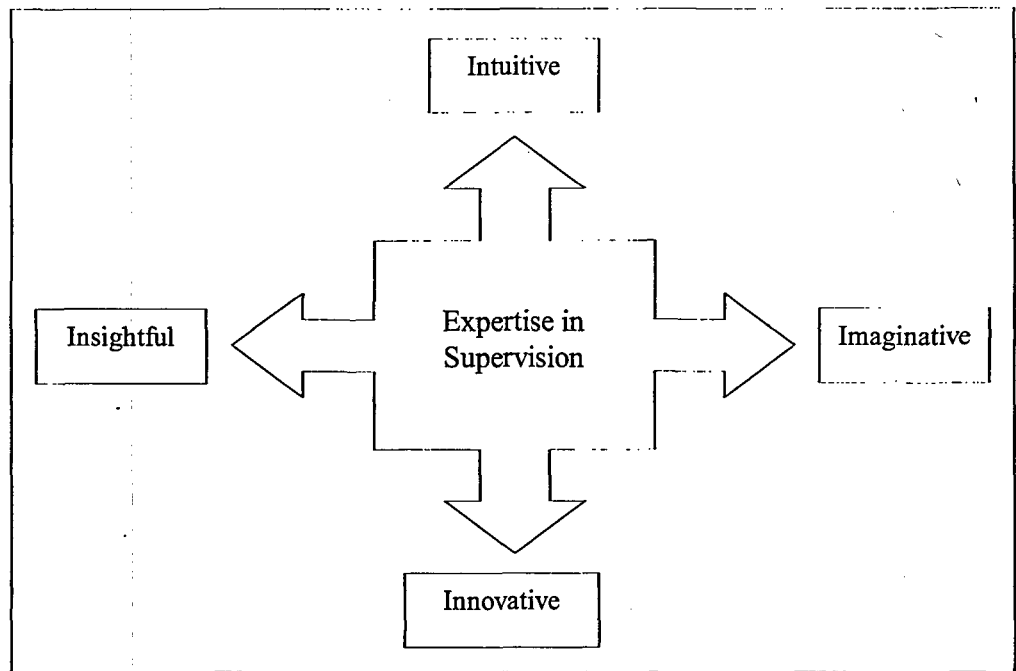 Intuitive
Insightful
Expertise in
Supervision
Imaginative
Innovative